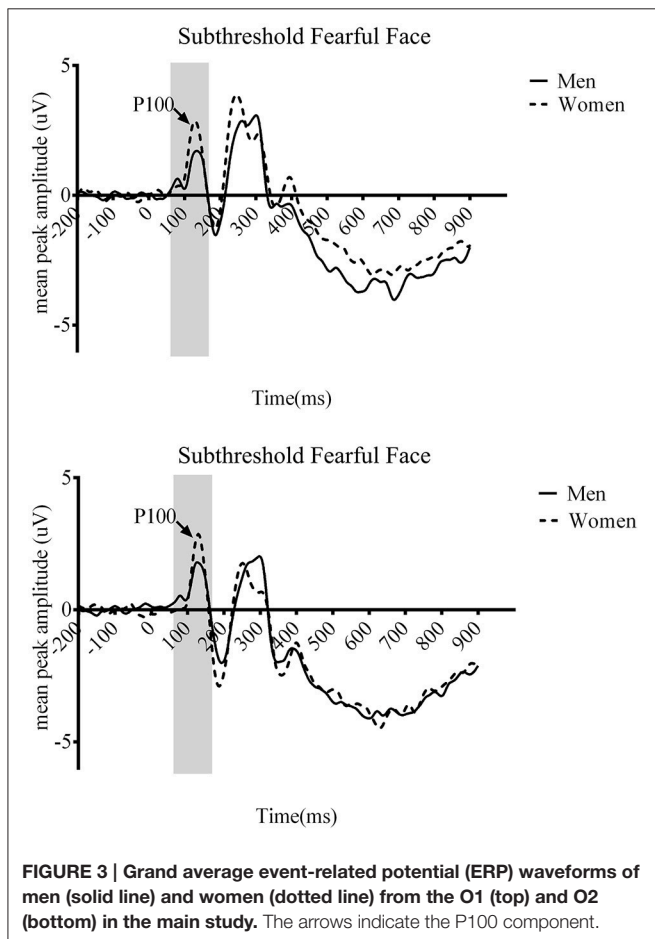 Subthreshold Fearful Face
5
Men
Women
P100
mean peak amplitude (uV)
0
-200
-100
0
100
200
300
400
500
600
700
800
900
-5
Time(ms)
Subthreshold Fearful Face
5
Men
Women
P100
mean peak amplitude (uV)
0
-200
-100
0
100
200
300
400
500
600
700
800
900
-5
Time(ms)
FIGURE 3 | Grand average event-related potential (ERP) waveforms of
men (solid line) and women (dotted line) from the O1 (top) and O2
(bottom) in the main study. The arrows indicate the P100 component.